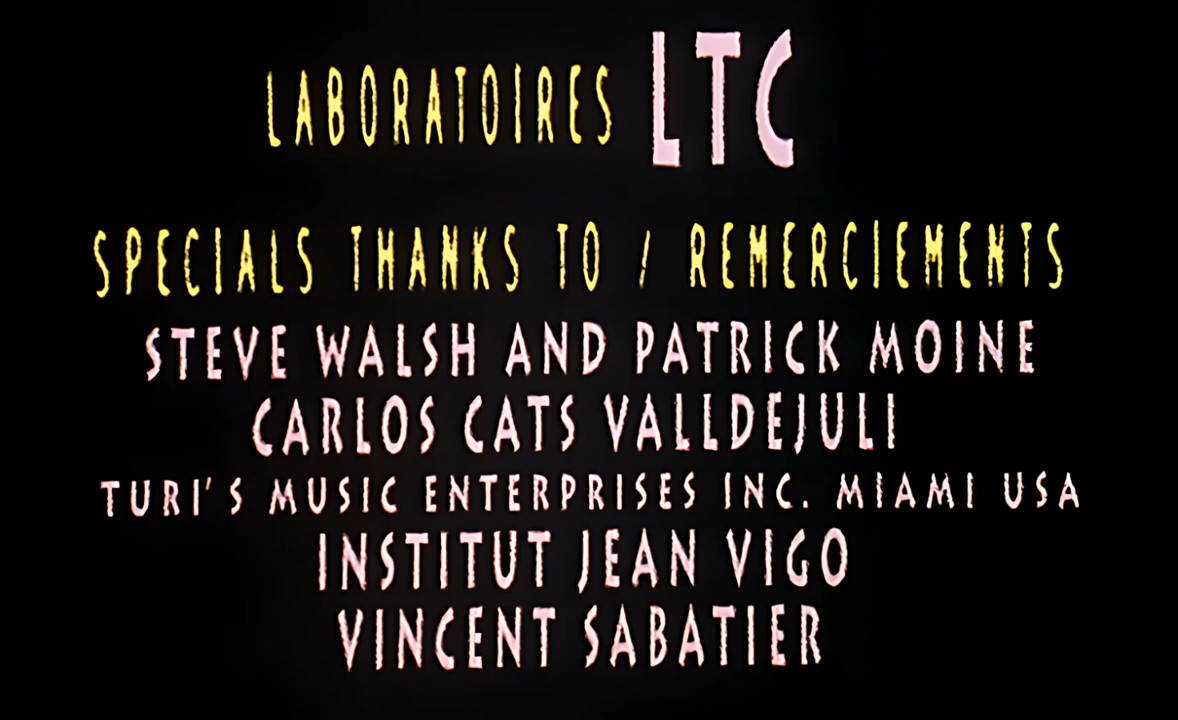 LABORATOIRES LTC
SPECIALS THANKS TO / REMERCIEMENTS
STEVE WALSH AND PATRICK MOINE
CARLOS CATS VALLDEJULI
TURI'S MUSIC ENTERPRISES INC. MIAMI USA
INSTITUT JEAN VIGO
VINCENT SABATIER